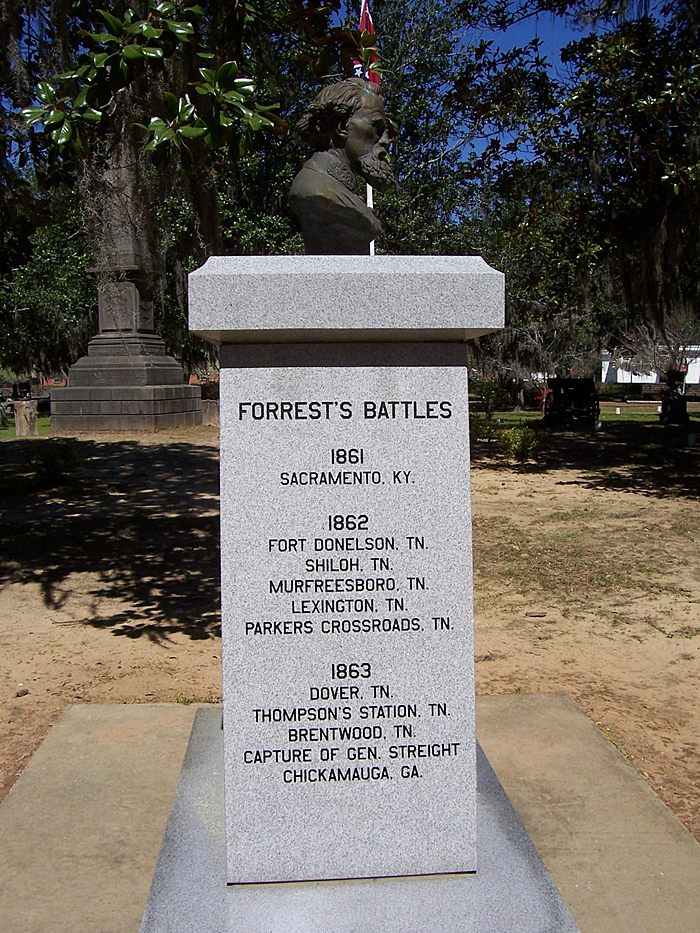 FORREST'S BATTLES
1861
SACRAMENTO, KY.
1862
FORT DONELSON, TN.
SHILOH, TN.
MURFREESBORO, TN.
LEXINGTON, TN.
PARKERS CROSSROADS, TN.
1863
DOVER, TN.
THOMPSON'S STATION, TN.
BRENTWOOD, TN.
CAPTURE OF GEN. STREIGHT
CHICKAMAUGA, GA.